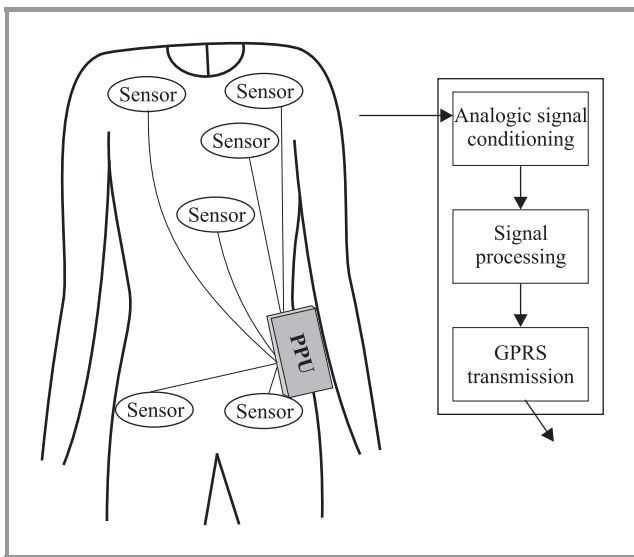 Sensor
Sensor
Sensor
Sensor
PPU
Sensor
Sensor
Analogic signal
conditioning
Signal
processing
GPRS
transmission